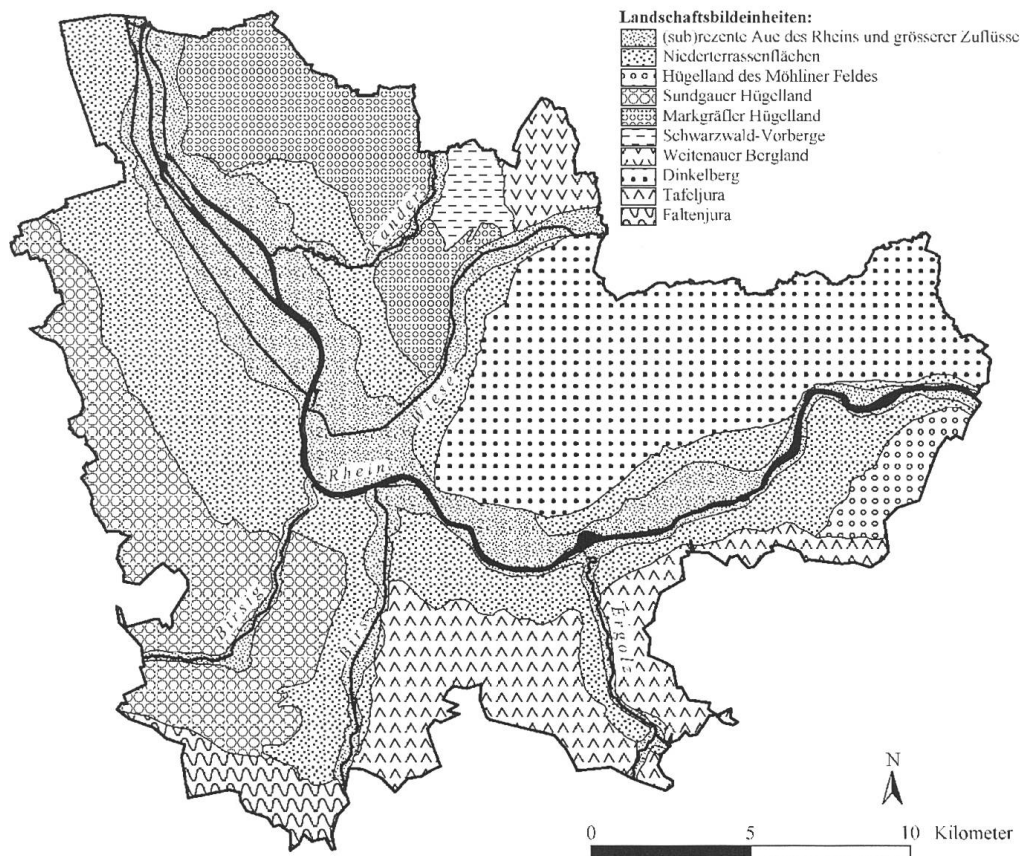 Landschaftsbildeinheiten:
(sub)rezente Aue des Rheins und grösserer Zuflüsse
Niederterrassenflächen
Hügelland des Möhliner Feldes
Sundgauer Hügelland
Markgräfler Hügelland
Schwarzwald-Vorberge
Weitenauer Bergland
Dinkelberg
Tafeljura
Faltenjura
Kander
Wiese
Rhein
Birsig
Birs
Ergolz
N
0 5 10 Kilometer